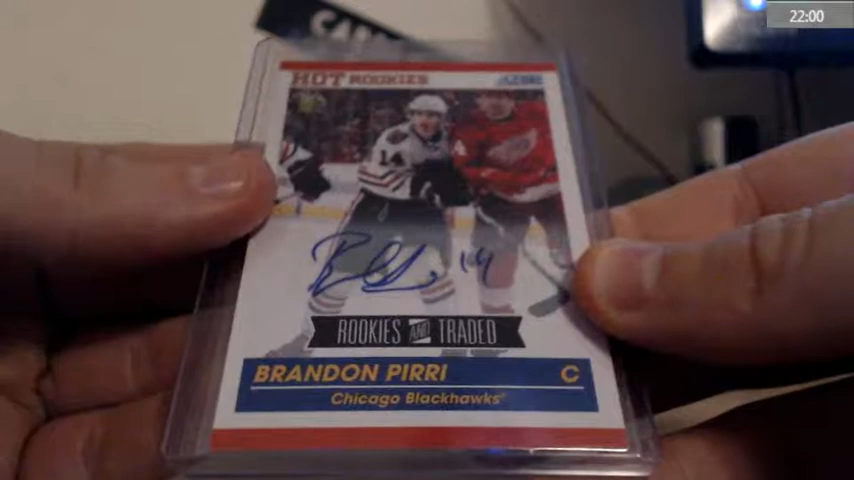 22:00
HOT ROOKIES
SCORE
14
ROOKIES AND TRADED
BRANDON PIRRI C
Chicago Blackhawks